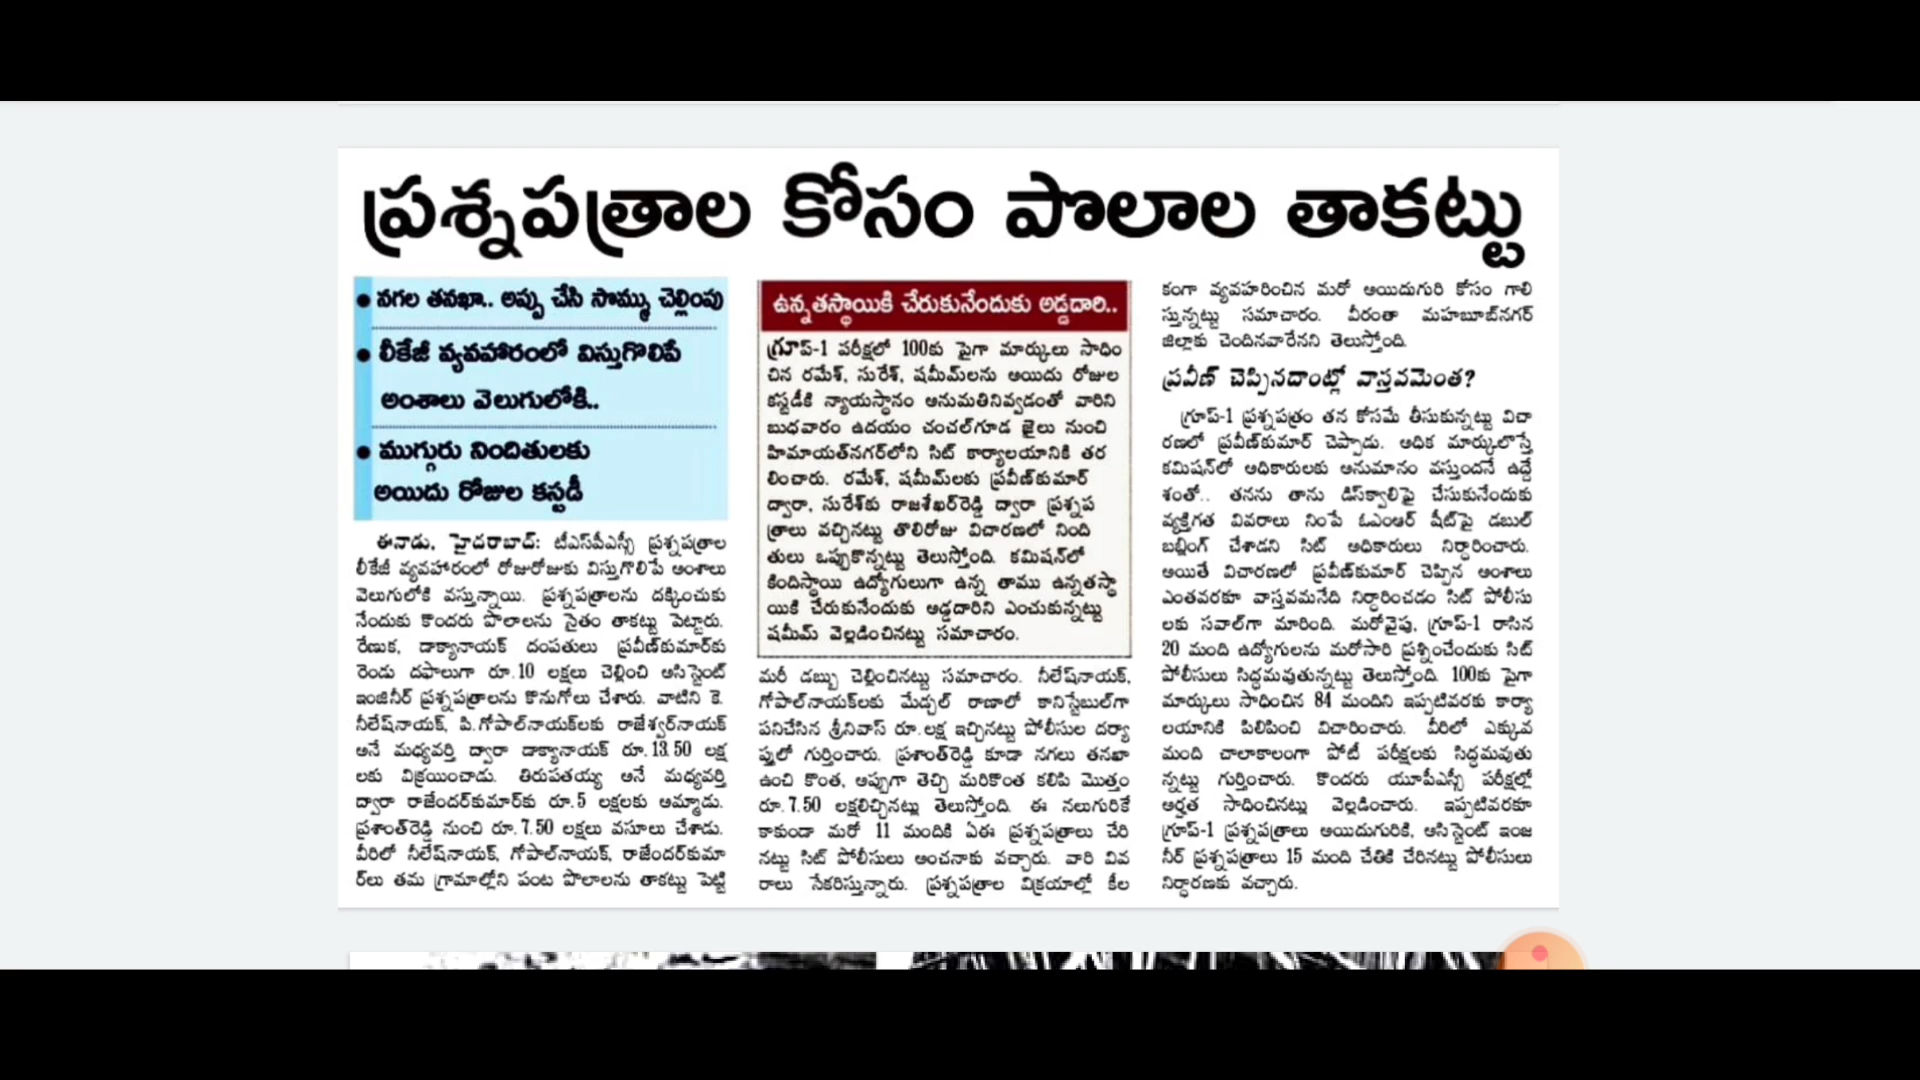 ప్రశ్నపత్రాల కోసం పొలాల తాకట్టు
● నగల తనఖా.. అప్పు చేసి సొమ్ము చెల్లింపు
● లీకేజీ వ్యవహారంలో విస్తుగొలిపే
అంశాలు వెలుగులోకి..
● ముగ్గురు నిందితులకు
అయిదు రోజుల కస్టడీ
ఈనాడు, హైదరాబాద్: టీఎస్‌పీఎస్సీ ప్రశ్నపత్రాల
లీకేజీ వ్యవహారంలో రోజురోజుకు విస్తుగొలిపే అంశాలు
వెలుగులోకి వస్తున్నాయి. ప్రశ్నపత్రాలను దక్కించుకు
నేందుకు కొందరు పొలాలను సైతం తాకట్టు పెట్టారు.
రేణుక, డాక్యానాయక్ దంపతులు ప్రవీణ్‌కుమార్‌కు
రెండు దఫాలుగా రూ.10 లక్షలు చెల్లించి అసిస్టెంట్
ఇంజినీర్ ప్రశ్నపత్రాలను కొనుగోలు చేశారు. వాటిని కె.
నీలేష్‌నాయక్, పి.గోపాల్‌నాయక్‌లకు రాజేశ్వర్‌నాయక్
అనే మధ్యవర్తి ద్వారా డాక్యానాయక్ రూ.13.50 లక్ష
లకు విక్రయించాడు. తిరుపతయ్య అనే మధ్యవర్తి
ద్వారా రాజేందర్‌కుమార్‌కు రూ.5 లక్షలకు అమ్మాడు.
ప్రశాంత్‌రెడ్డి నుంచి రూ.7.50 లక్షలు వసూలు చేశాడు.
వీరిలో నీలేష్‌నాయక్, గోపాల్‌నాయక్, రాజేందర్‌కుమా
ర్‌లు తమ గ్రామాల్లోని పంట పొలాలను తాకట్టు పెట్టి
ఉన్నతస్థాయికి చేరుకునేందుకు అడ్డదారి..
గ్రూప్-1 పరీక్షలో 100కు పైగా మార్కులు సాధిం
చిన రమేశ్, సురేశ్, షమీమ్‌లను అయిదు రోజుల
కస్టడీకి న్యాయస్థానం అనుమతినివ్వడంతో వారిని
బుధవారం ఉదయం చంచల్‌గూడ జైలు నుంచి
హిమాయత్‌నగర్‌లోని సిట్ కార్యాలయానికి తర
లించారు. రమేశ్, షమీమ్‌లకు ప్రవీణ్‌కుమార్
ద్వారా, సురేశ్‌కు రాజశేఖర్‌రెడ్డి ద్వారా ప్రశ్నప
త్రాలు వచ్చినట్టు తొలిరోజు విచారణలో నింది
తులు ఒప్పుకొన్నట్టు తెలుస్తోంది. కమిషన్‌లో
కిందిస్థాయి ఉద్యోగులుగా ఉన్న తాము ఉన్నతస్థా
యికి చేరుకునేందుకు అడ్డదారిని ఎంచుకున్నట్టు
షమీమ్ వెల్లడించినట్టు సమాచారం.
మరీ డబ్బు చెల్లించినట్టు సమాచారం. నీలేష్‌నాయక్,
గోపాల్‌నాయక్‌లకు మేడ్చల్ ఠాణాలో కానిస్టేబుల్‌గా
పనిచేసిన శ్రీనివాస్ రూ.లక్ష ఇచ్చినట్టు పోలీసుల దర్యా
ప్తులో గుర్తించారు. ప్రశాంత్‌రెడ్డి కూడా నగలు తనఖా
ఉంచి కొంత, అప్పుగా తెచ్చి మరికొంత కలిపి మొత్తం
రూ.7.50 లక్షలిచ్చినట్లు తెలుస్తోంది. ఈ నలుగురికే
కాకుండా మరో 11 మందికి ఏఈ ప్రశ్నపత్రాలు చేరి
నట్టు సిట్ పోలీసులు అంచనాకు వచ్చారు. వారి వివ
రాలు సేకరిస్తున్నారు. ప్రశ్నపత్రాల విక్రయాల్లో కీల
కంగా వ్యవహరించిన మరో అయిదుగురి కోసం గాలి
స్తున్నట్టు సమాచారం. వీరంతా మహబూబ్‌నగర్
జిల్లాకు చెందినవారేనని తెలుస్తోంది.
ప్రవీణ్ చెప్పినదాంట్లో వాస్తవమెంత?
గ్రూప్-1 ప్రశ్నపత్రం తన కోసమే తీసుకున్నట్టు విచా
రణలో ప్రవీణ్‌కుమార్ చెప్పాడు. అధిక మార్కులొస్తే
కమిషన్‌లో అధికారులకు అనుమానం వస్తుందనే ఉద్దే
శంతో.. తనను తాను డిస్‌క్వాలిఫై చేసుకునేందుకు
వ్యక్తిగత వివరాలు నింపే ఓఎంఆర్ షీట్‌పై డబుల్
బబ్లింగ్ చేశాడని సిట్ అధికారులు నిర్ధారించారు.
అయితే విచారణలో ప్రవీణ్‌కుమార్ చెప్పిన అంశాలు
ఎంతవరకూ వాస్తవమనేది నిర్ధారించడం సిట్ పోలీసు
లకు సవాల్‌గా మారింది. మరోవైపు, గ్రూప్-1 రాసిన
20 మంది ఉద్యోగులను మరోసారి ప్రశ్నించేందుకు సిట్
పోలీసులు సిద్ధమవుతున్నట్టు తెలుస్తోంది. 100కు పైగా
మార్కులు సాధించిన 84 మందిని ఇప్పటివరకు కార్యా
లయానికి పిలిపించి విచారించారు. వీరిలో ఎక్కువ
మంది చాలాకాలంగా పోటీ పరీక్షలకు సిద్ధమవుతు
న్నట్టు గుర్తించారు. కొందరు యూపీఎస్సీ పరీక్షల్లో
అర్హత సాధించినట్లు వెల్లడించారు. ఇప్పటివరకూ
గ్రూప్-1 ప్రశ్నపత్రాలు అయిదుగురికి, అసిస్టెంట్ ఇంజ
నీర్ ప్రశ్నపత్రాలు 15 మంది చేతికి చేరినట్టు పోలీసులు
నిర్ధారణకు వచ్చారు.